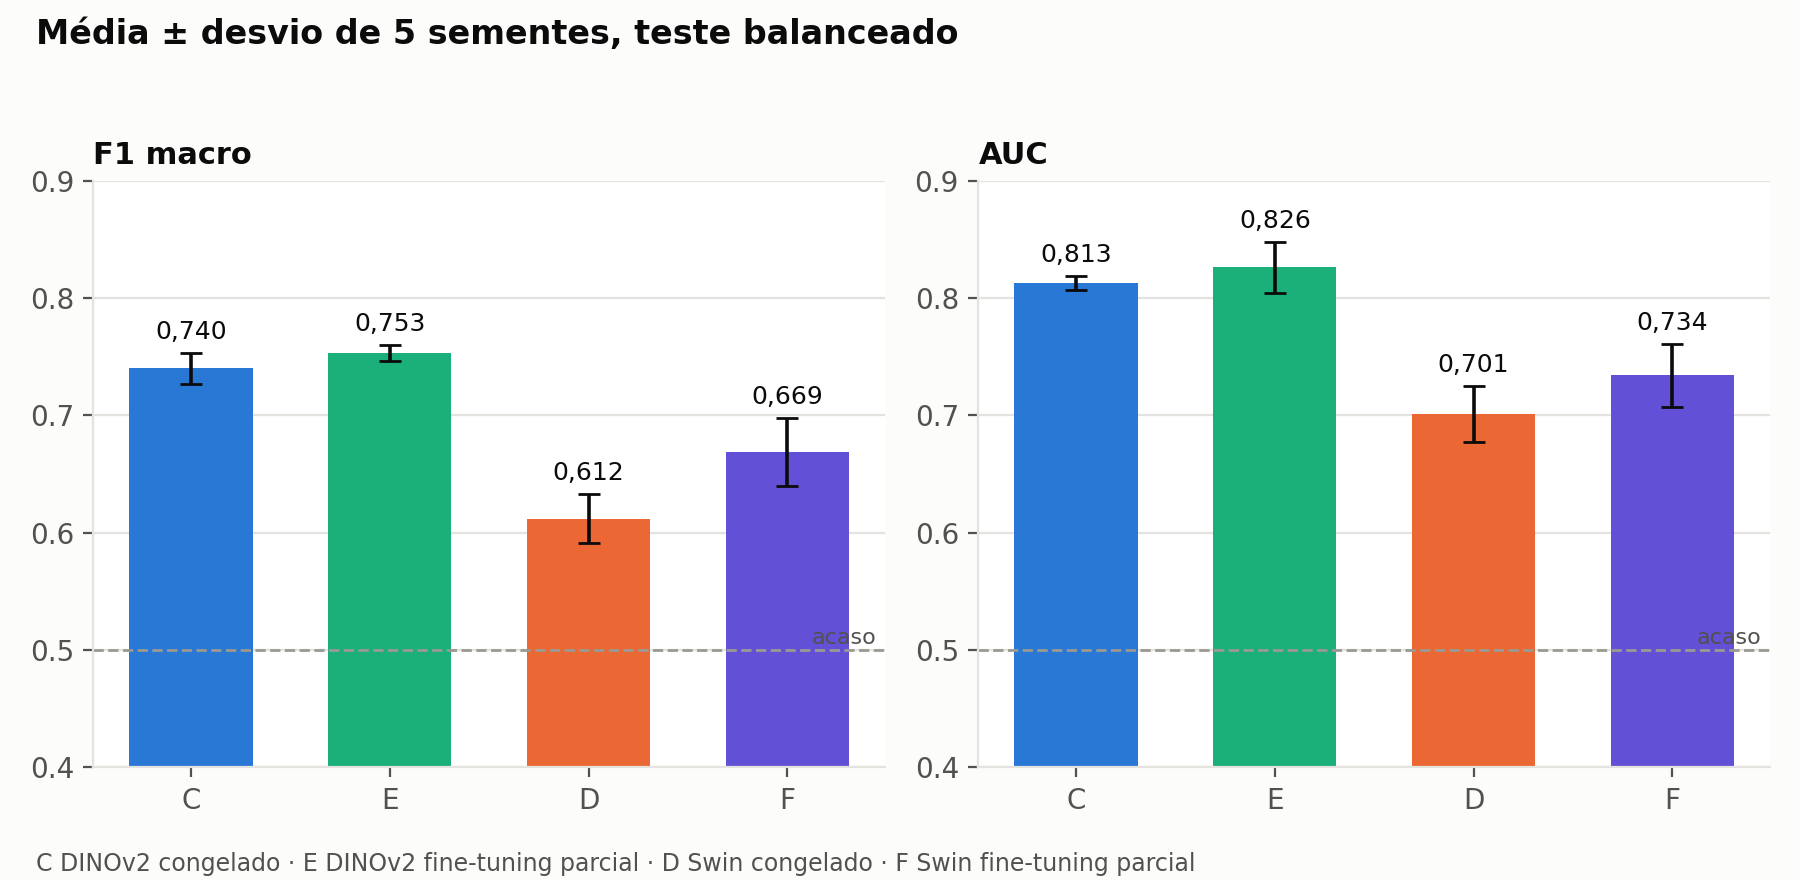 Média ± desvio de 5 sementes, teste balanceado
F1 macro
0.9
0.8
0.7
0.6
0.5
0.4
0,740
0,753
0,612
0,669
acaso
C
E
D
F
AUC
0.9
0.8
0.7
0.6
0.5
0.4
0,813
0,826
0,701
0,734
acaso
C
E
D
F
C DINOv2 congelado · E DINOv2 fine-tuning parcial · D Swin congelado · F Swin fine-tuning parcial